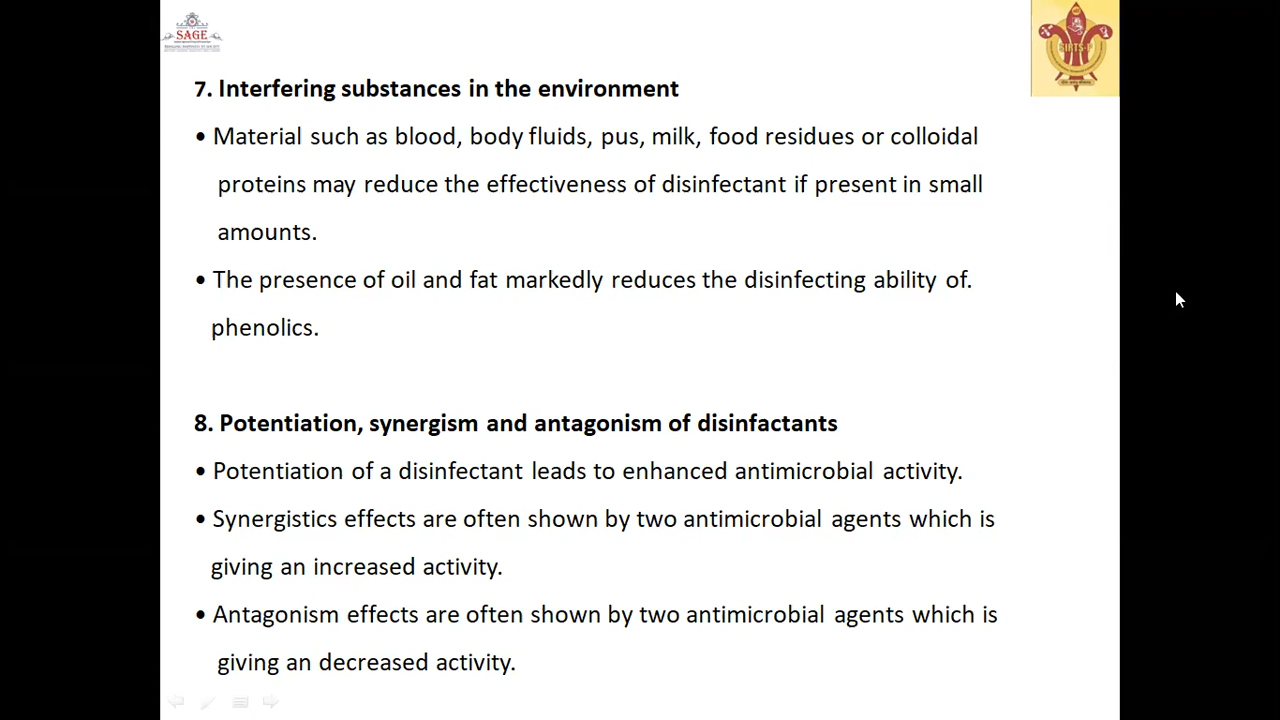 SAGE
SIRTS-P
7. Interfering substances in the environment
• Material such as blood, body fluids, pus, milk, food residues or colloidal
proteins may reduce the effectiveness of disinfectant if present in small
amounts.
• The presence of oil and fat markedly reduces the disinfecting ability of.
phenolics.
8. Potentiation, synergism and antagonism of disinfactants
• Potentiation of a disinfectant leads to enhanced antimicrobial activity.
• Synergistics effects are often shown by two antimicrobial agents which is
giving an increased activity.
• Antagonism effects are often shown by two antimicrobial agents which is
giving an decreased activity.